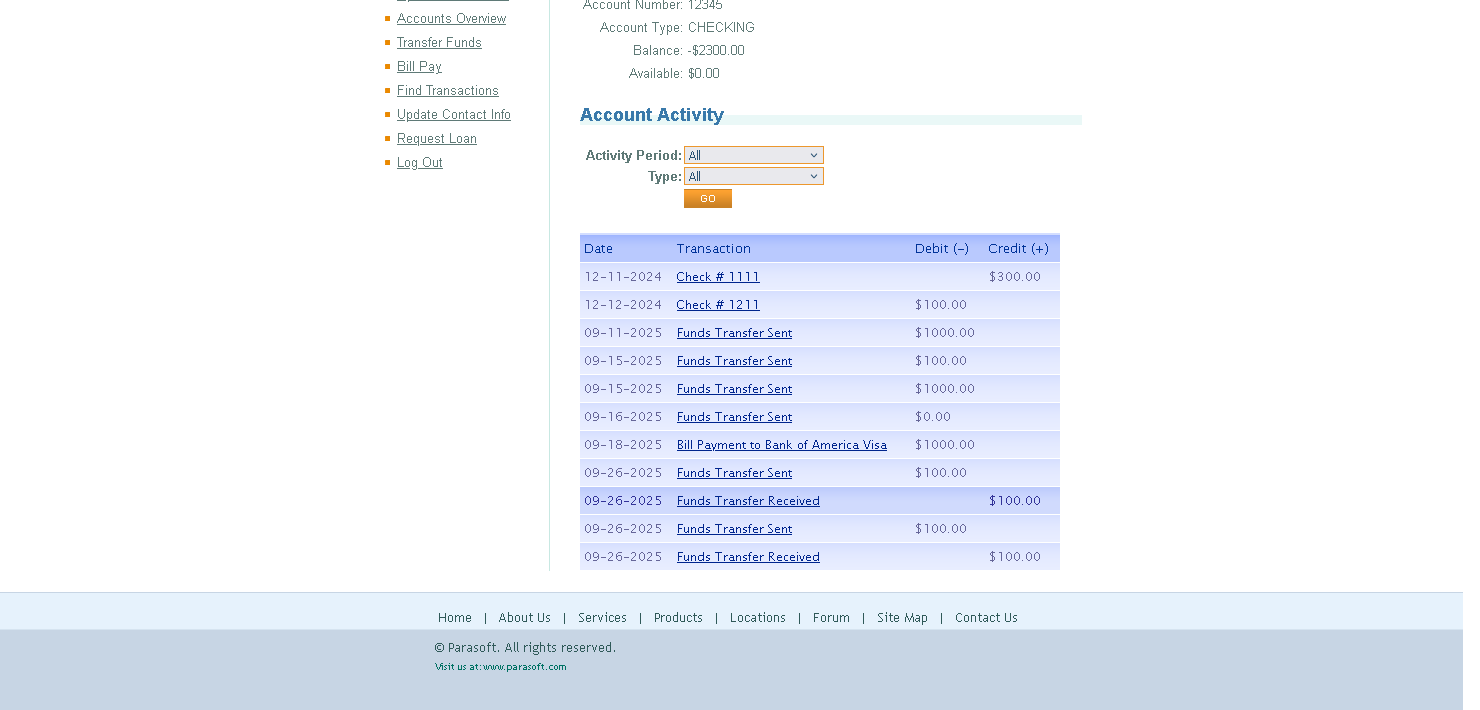 Accounts Overview
Transfer Funds
Bill Pay
Find Transactions
Update Contact Info
Request Loan
Log Out
Account Number: 12345
Account Type: CHECKING
Balance: -$2300.00
Available: $0.00
Account Activity
Activity Period: All
Type: All
GO
Date Transaction Debit (-) Credit (+)
12-11-2024 Check # 1111 $300.00
12-12-2024 Check # 1211 $100.00
09-11-2025 Funds Transfer Sent $1000.00
09-15-2025 Funds Transfer Sent $100.00
09-15-2025 Funds Transfer Sent $1000.00
09-16-2025 Funds Transfer Sent $0.00
09-18-2025 Bill Payment to Bank of America Visa $1000.00
09-26-2025 Funds Transfer Sent $100.00
09-26-2025 Funds Transfer Received $100.00
09-26-2025 Funds Transfer Sent $100.00
09-26-2025 Funds Transfer Received $100.00
Home | About Us | Services | Products | Locations | Forum | Site Map | Contact Us
© Parasoft. All rights reserved.
Visit us at: www.parasoft.com